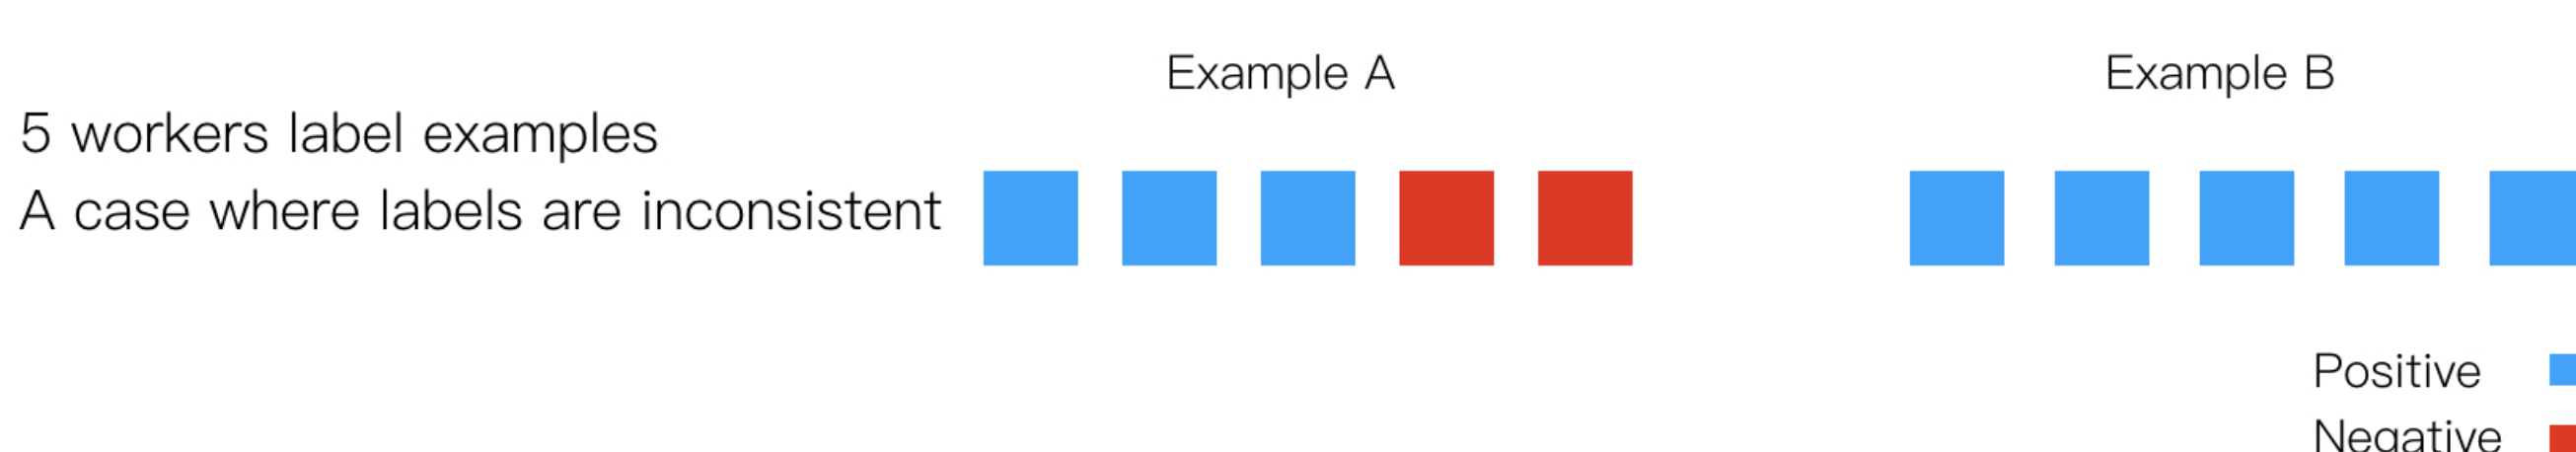 Example A
Example B
5 workers label examples
A case where labels are inconsistent
Positive
Negative